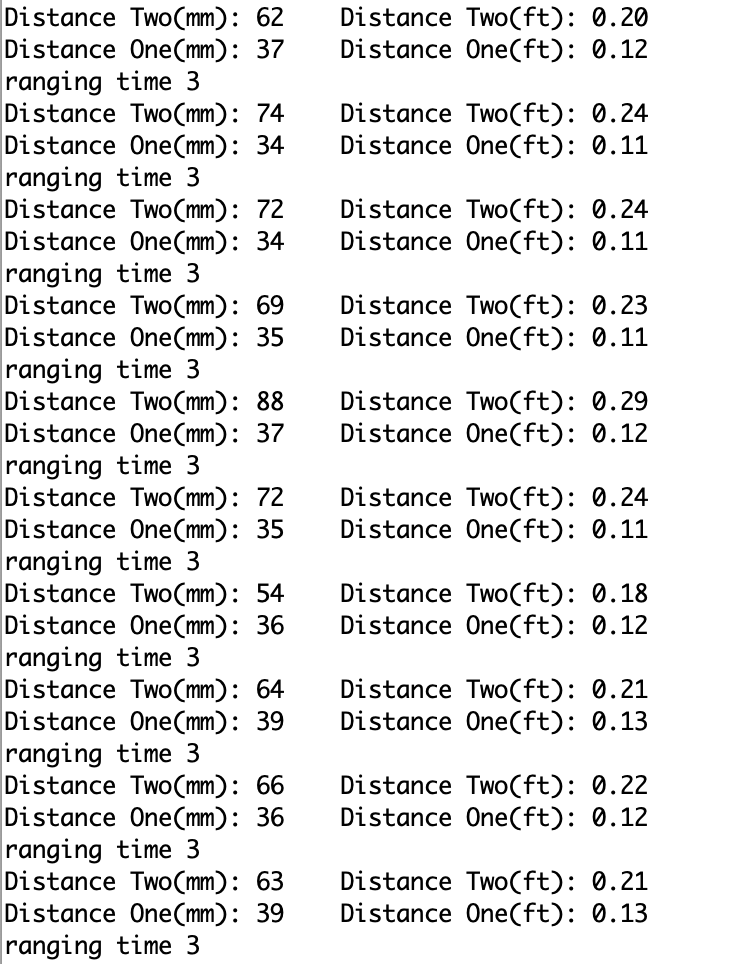 Distance Two(mm): 62    Distance Two(ft): 0.20
Distance One(mm): 37    Distance One(ft): 0.12
ranging time 3
Distance Two(mm): 74    Distance Two(ft): 0.24
Distance One(mm): 34    Distance One(ft): 0.11
ranging time 3
Distance Two(mm): 72    Distance Two(ft): 0.24
Distance One(mm): 34    Distance One(ft): 0.11
ranging time 3
Distance Two(mm): 69    Distance Two(ft): 0.23
Distance One(mm): 35    Distance One(ft): 0.11
ranging time 3
Distance Two(mm): 88    Distance Two(ft): 0.29
Distance One(mm): 37    Distance One(ft): 0.12
ranging time 3
Distance Two(mm): 72    Distance Two(ft): 0.24
Distance One(mm): 35    Distance One(ft): 0.11
ranging time 3
Distance Two(mm): 54    Distance Two(ft): 0.18
Distance One(mm): 36    Distance One(ft): 0.12
ranging time 3
Distance Two(mm): 64    Distance Two(ft): 0.21
Distance One(mm): 39    Distance One(ft): 0.13
ranging time 3
Distance Two(mm): 66    Distance Two(ft): 0.22
Distance One(mm): 36    Distance One(ft): 0.12
ranging time 3
Distance Two(mm): 63    Distance Two(ft): 0.21
Distance One(mm): 39    Distance One(ft): 0.13
ranging time 3